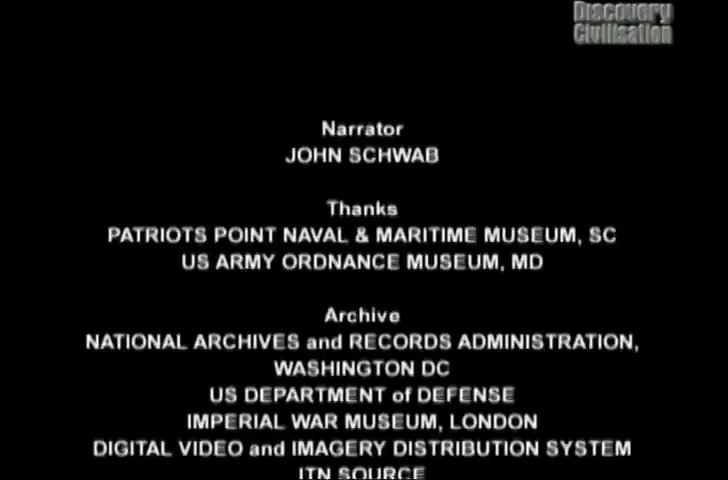 Discovery
Civilisation
Narrator
JOHN SCHWAB
Thanks
PATRIOTS POINT NAVAL & MARITIME MUSEUM, SC
US ARMY ORDNANCE MUSEUM, MD
Archive
NATIONAL ARCHIVES and RECORDS ADMINISTRATION,
WASHINGTON DC
US DEPARTMENT of DEFENSE
IMPERIAL WAR MUSEUM, LONDON
DIGITAL VIDEO and IMAGERY DISTRIBUTION SYSTEM
ITN SOURCE